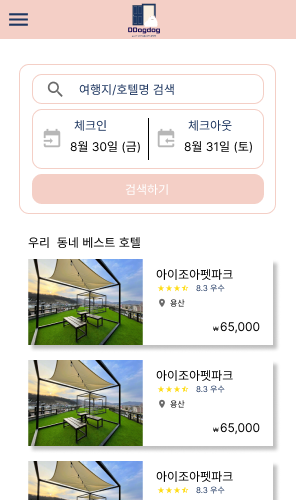 DDogdog
여행지/호텔명 검색
체크인
체크아웃
8월 30일 (금)
8월 31일 (토)
검색하기
우리 동네 베스트 호텔
아이조아펫파크
8.3 우수
용산
₩65,000
아이조아펫파크
8.3 우수
용산
₩65,000
아이조아펫파크
8.3 우수